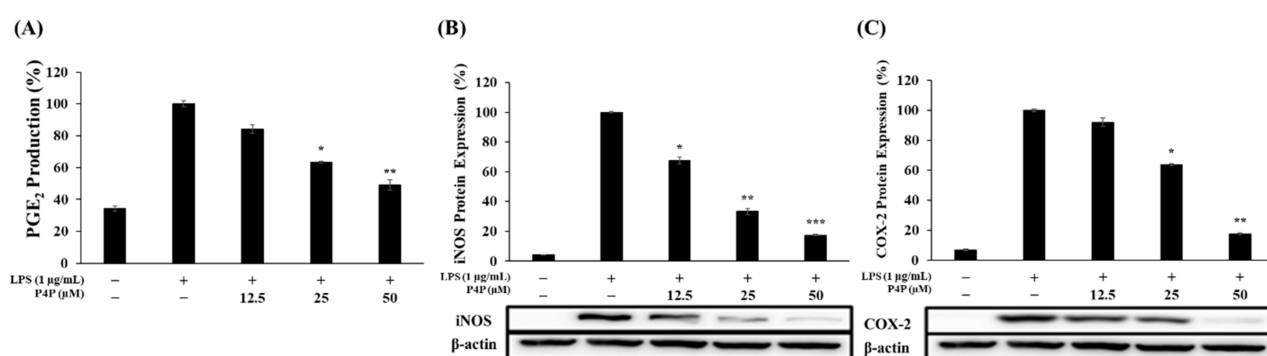 (A)
PGE₂ Production (%)
120
100
80
60
40
20
0
*
**
LPS (1 μg/mL) – + + + +
P4P (μM) – – 12.5 25 50
(B)
iNOS Protein Expression (%)
120
100
80
60
40
20
0
*
**
***
LPS (1 μg/mL) – + + + +
P4P (μM) – – 12.5 25 50
iNOS
β-actin
(C)
COX-2 Protein Expression (%)
120
100
80
60
40
20
0
*
**
LPS (1 μg/mL) – + + + +
P4P (μM) – – 12.5 25 50
COX-2
β-actin